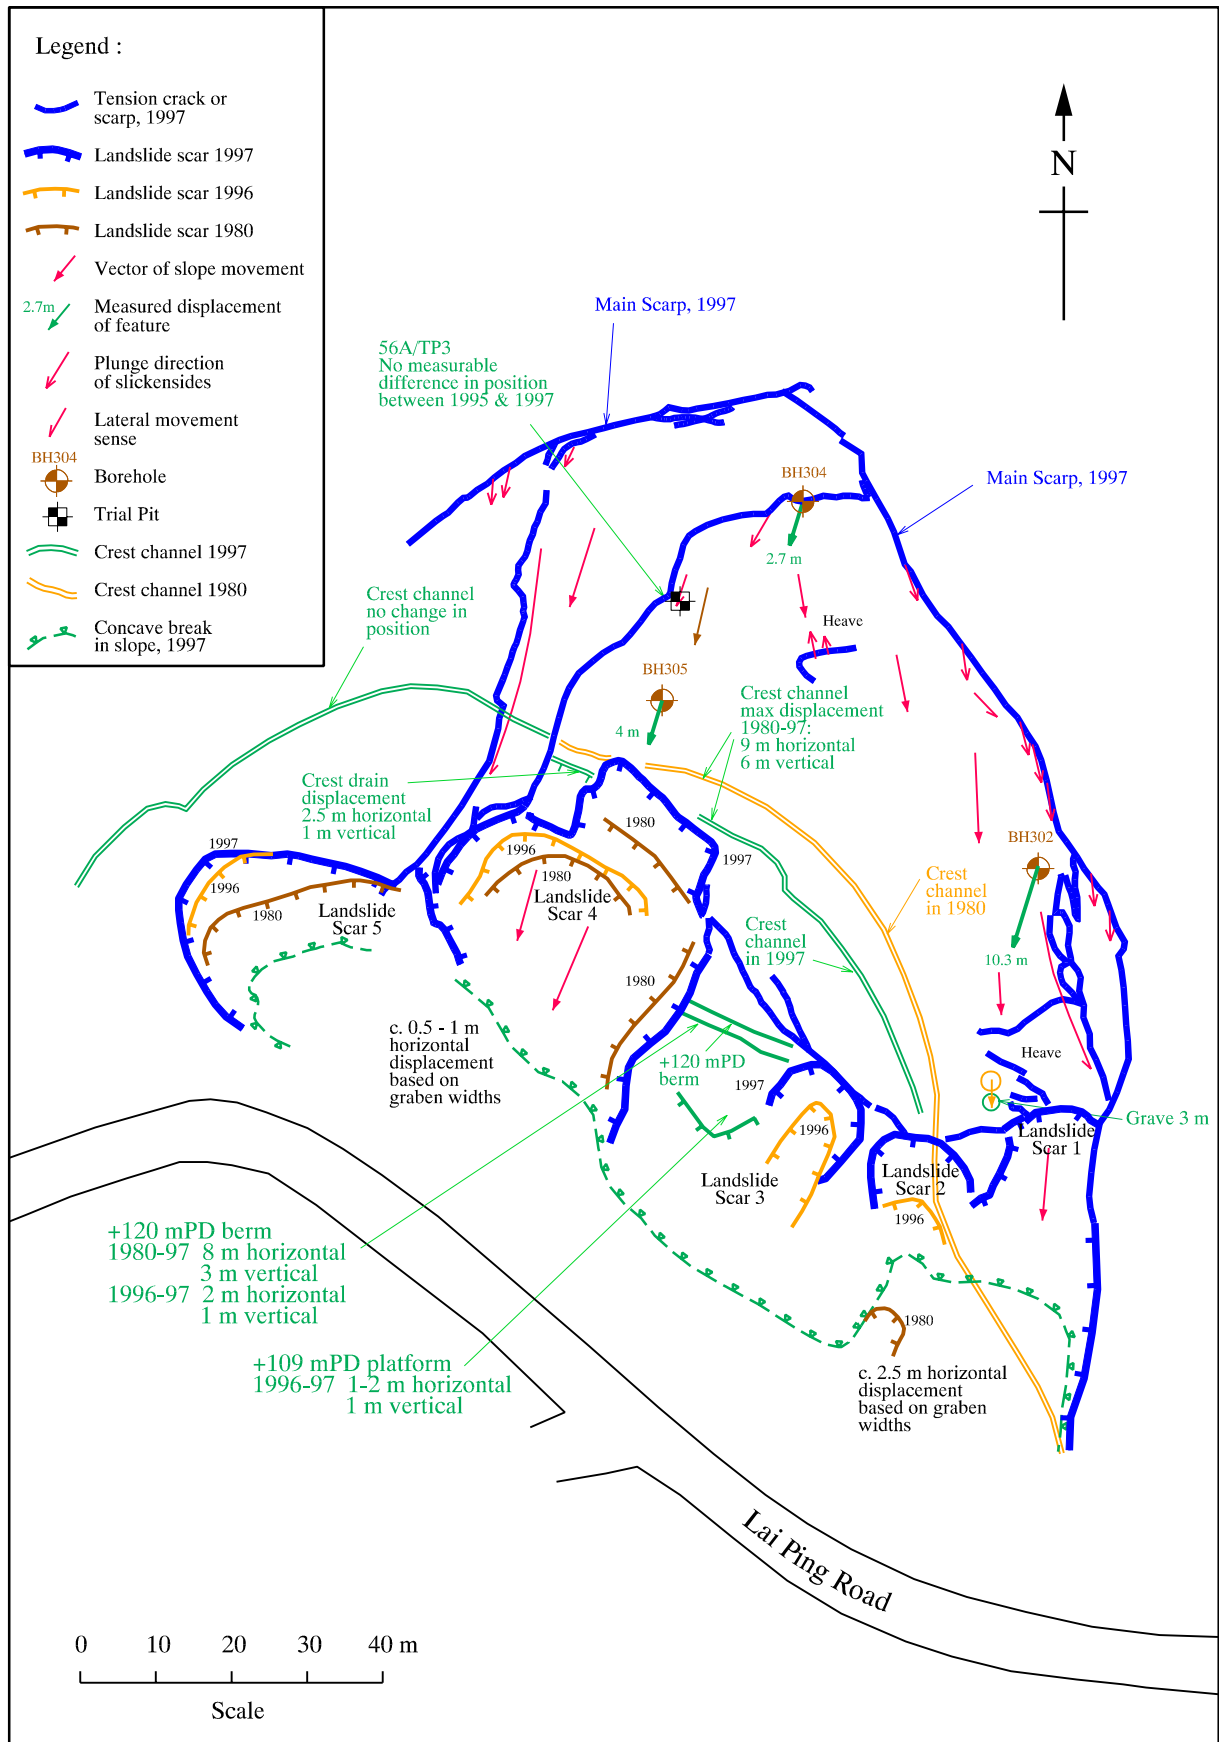 Legend :
Tension crack or
scarp, 1997
Landslide scar 1997
Landslide scar 1996
Landslide scar 1980
Vector of slope movement
2.7m
Measured displacement
of feature
Plunge direction
of slickensides
Lateral movement
sense
BH304
Borehole
Trial Pit
Crest channel 1997
Crest channel 1980
Concave break
in slope, 1997
N
Main Scarp, 1997
56A/TP3
No measurable
difference in position
between 1995 & 1997
BH304
Main Scarp, 1997
2.7 m
Crest channel
no change in
position
Heave
BH305
4 m
Crest channel
max displacement
1980-97:
9 m horizontal
6 m vertical
Crest drain
displacement
2.5 m horizontal
1 m vertical
1980
1997
1996
1997
1980
BH302
1996
1980
Landslide
Scar 5
Landslide
Scar 4
Crest
channel
in 1980
Crest
channel
in 1997
10.3 m
1980
c. 0.5 - 1 m
horizontal
displacement
based on
graben widths
+120 mPD
berm
1997
Heave
Grave 3 m
1996
Landslide
Scar 1
Landslide
Scar 2
Landslide
Scar 3
1996
+120 mPD berm
1980-97 8 m horizontal
3 m vertical
1996-97 2 m horizontal
1 m vertical
1980
+109 mPD platform
1996-97 1-2 m horizontal
1 m vertical
c. 2.5 m horizontal
displacement
based on graben
widths
Lai Ping Road
0 10 20 30 40 m
Scale